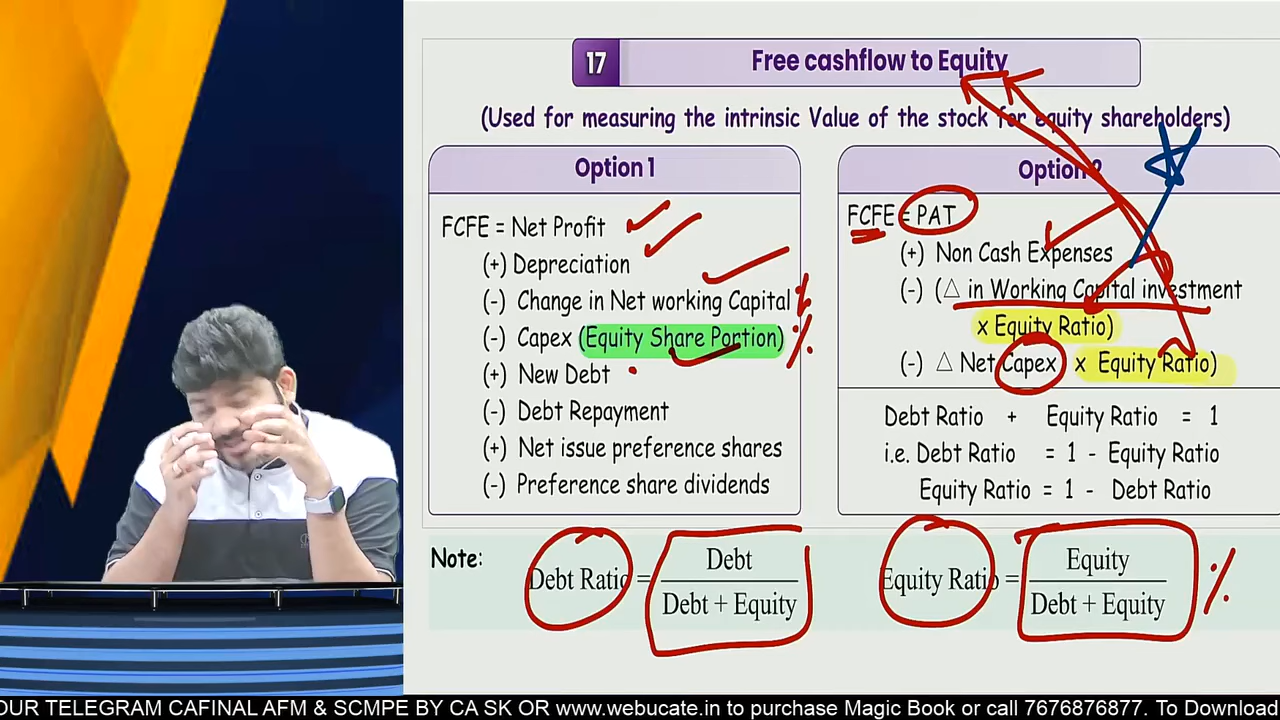 17
Free cashflow to Equity
(Used for measuring the intrinsic Value of the stock for equity shareholders)
Option 1
FCFE = Net Profit
(+) Depreciation
(-) Change in Net working Capital
(-) Capex (Equity Share Portion)
(+) New Debt
(-) Debt Repayment
(+) Net issue preference shares
(-) Preference share dividends
Option 2
FCFE = PAT
(+) Non Cash Expenses
(-) (△ in Working Capital investment
x Equity Ratio)
(-) △ Net Capex x Equity Ratio)
Debt Ratio + Equity Ratio = 1
i.e. Debt Ratio = 1 - Equity Ratio
Equity Ratio = 1 - Debt Ratio
Note:
Debt Ratio = Debt
Debt + Equity
Equity Ratio = Equity
Debt + Equity
%
OUR TELEGRAM CAFINAL AFM & SCMPE BY CA SK OR www.webucate.in to purchase Magic Book or call 7676876877. To Download